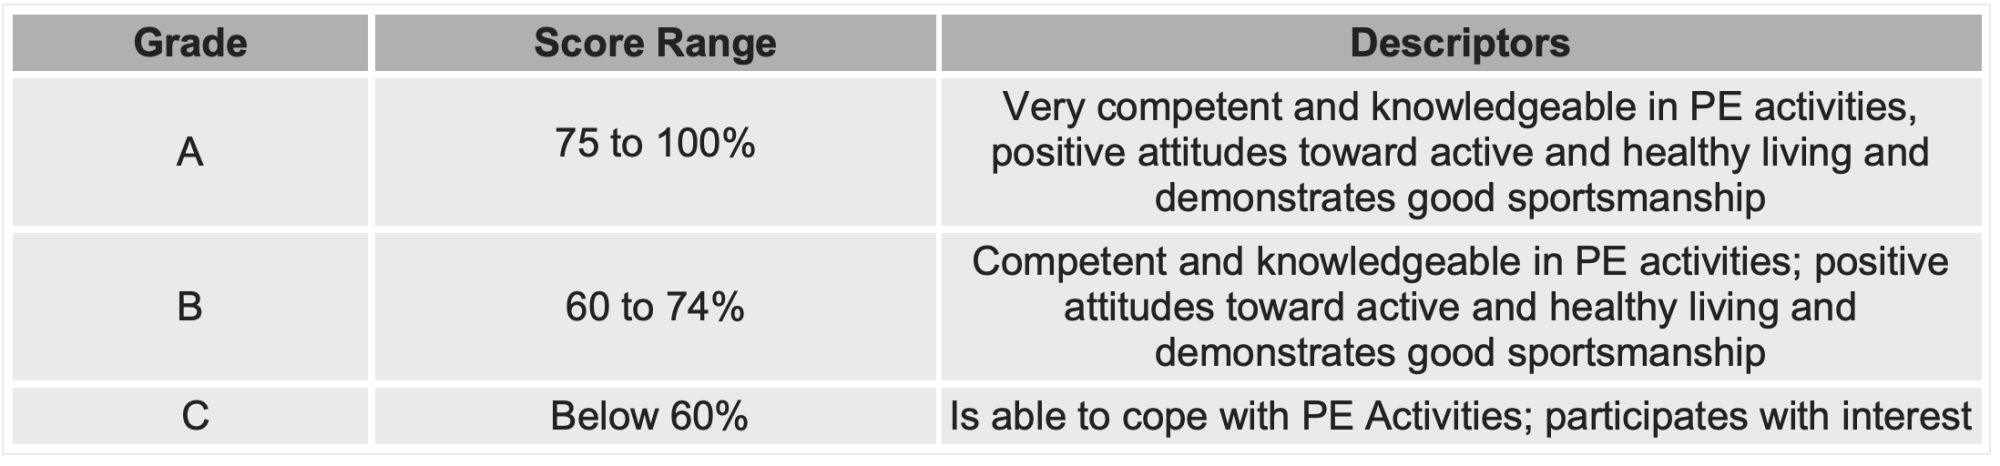 Grade Score Range Descriptors
A 75 to 100% Very competent and knowledgeable in PE activities,
positive attitudes toward active and healthy living and
demonstrates good sportsmanship
B 60 to 74% Competent and knowledgeable in PE activities; positive
attitudes toward active and healthy living and
demonstrates good sportsmanship
C Below 60% Is able to cope with PE Activities; participates with interest